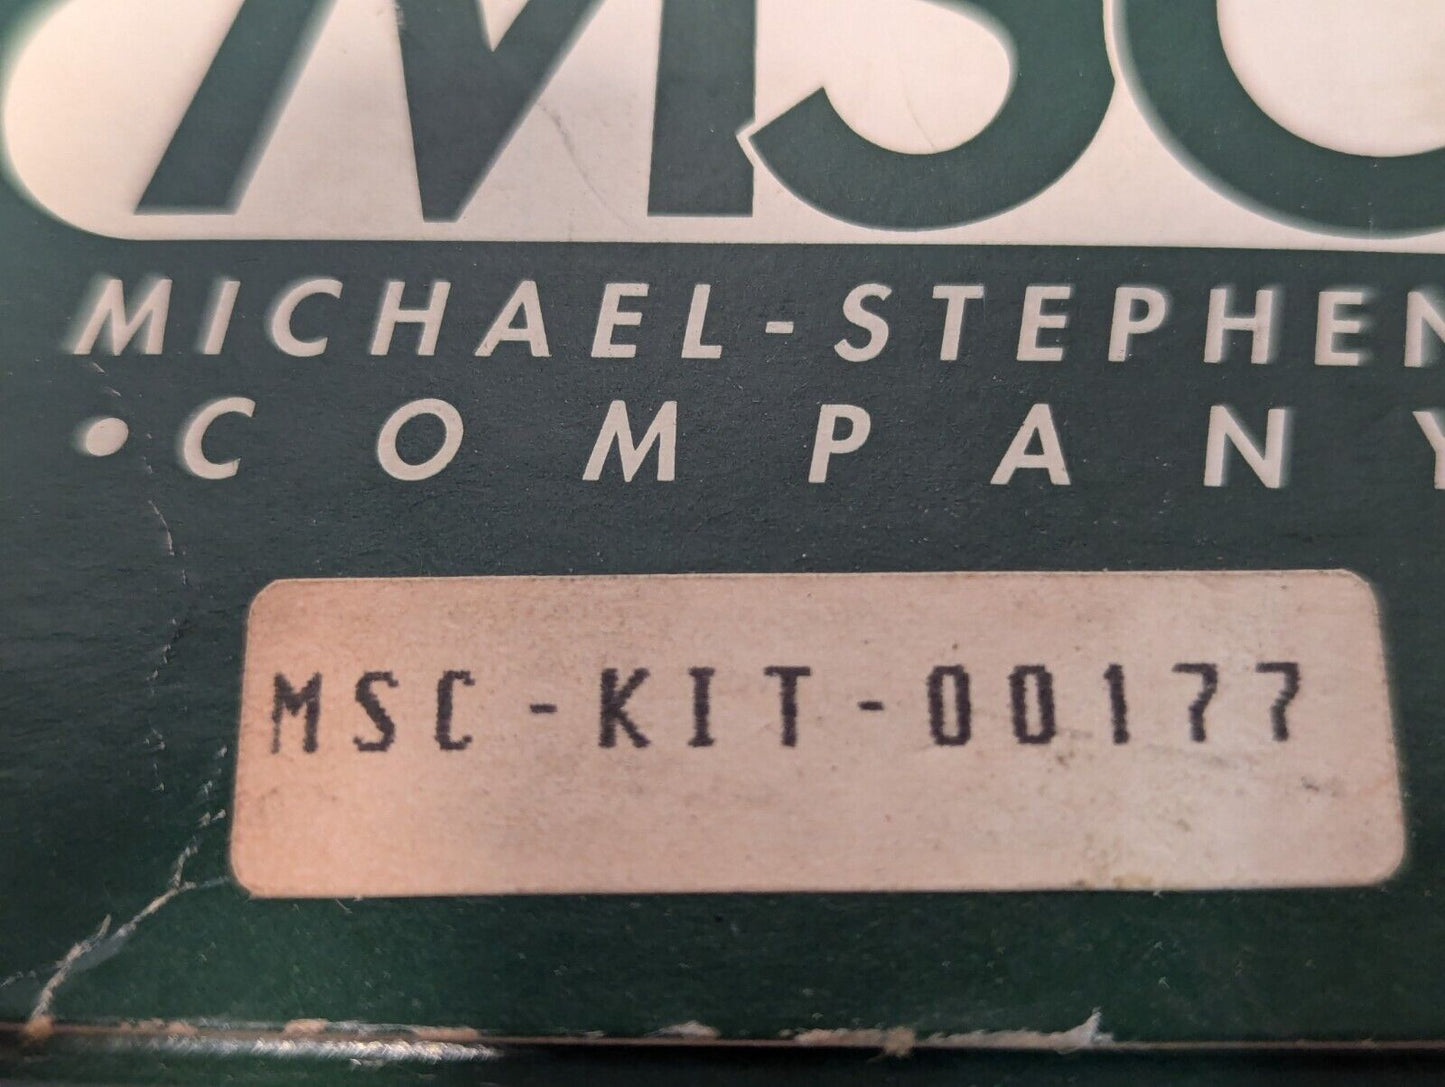 MSC
MICHAEL-STEPHEN
•COMPANY
MSC-KIT-00177